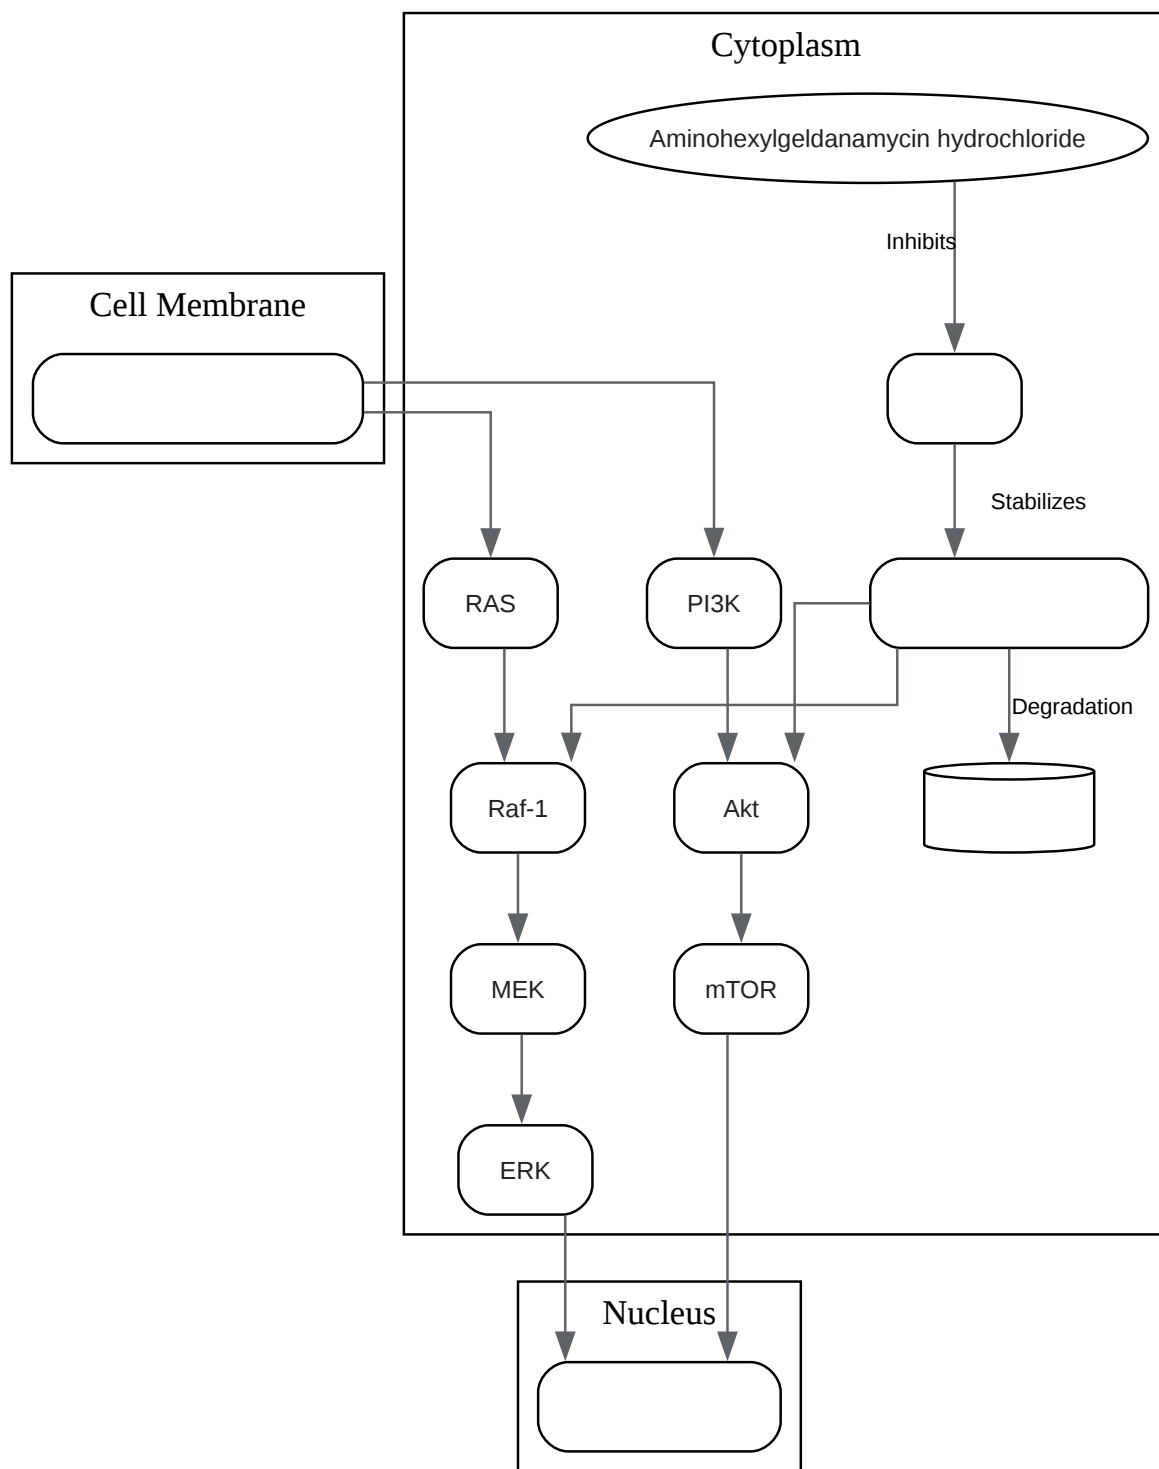 Cytoplasm
Aminohexylgeldanamycin hydrochloride
Inhibits
Cell Membrane
Stabilizes
RAS
PI3K
Degradation
Raf-1
Akt
MEK
mTOR
ERK
Nucleus